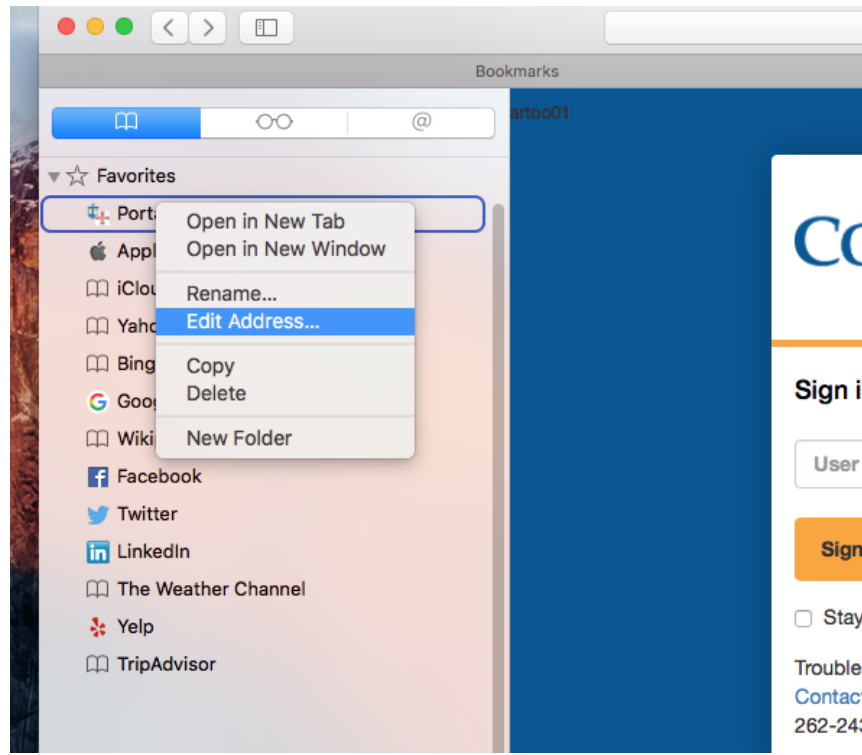 Bookmarks
@
artoo01
Favorites
Porta
Appl
iClou
Yaho
Bing
Goog
Wiki
Facebook
Twitter
LinkedIn
The Weather Channel
Yelp
TripAdvisor
Open in New Tab
Open in New Window
Rename...
Edit Address...
Copy
Delete
New Folder
Co
Sign i
User
Sign
Stay
Trouble
Contact
262-243